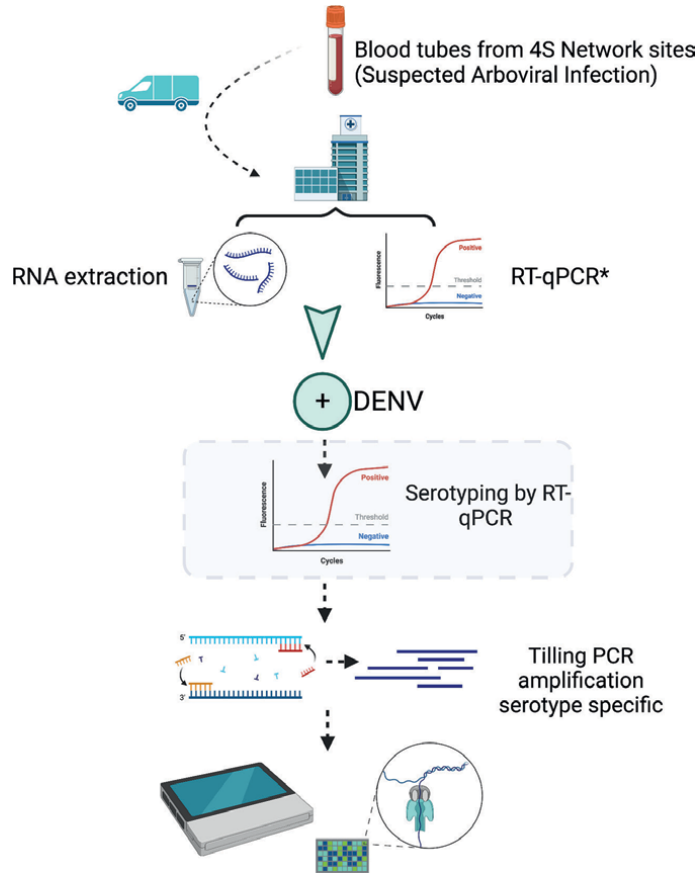 Blood tubes from 4S Network sites
(Suspected Arboviral Infection)
RNA extraction
Fluorescence
Positive
Threshold
Negative
Cycles
RT-qPCR*
+
DENV
Fluorescence
Positive
Threshold
Negative
Cycles
Serotyping by RT-
qPCR
5'
3'
Tilling PCR
amplification
serotype specific